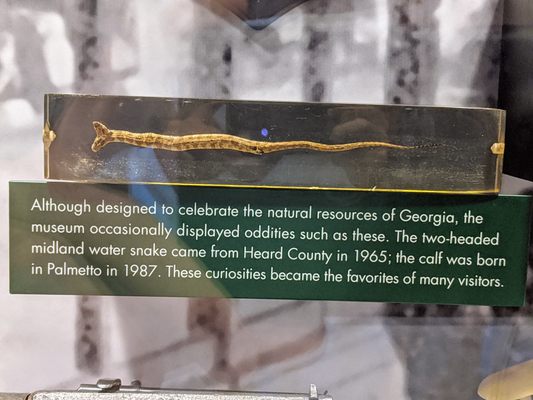 Although designed to celebrate the natural resources of Georgia, the
museum occasionally displayed oddities such as these. The two-headed
midland water snake came from Heard County in 1965; the calf was born
in Palmetto in 1987. These curiosities became the favorites of many visitors.